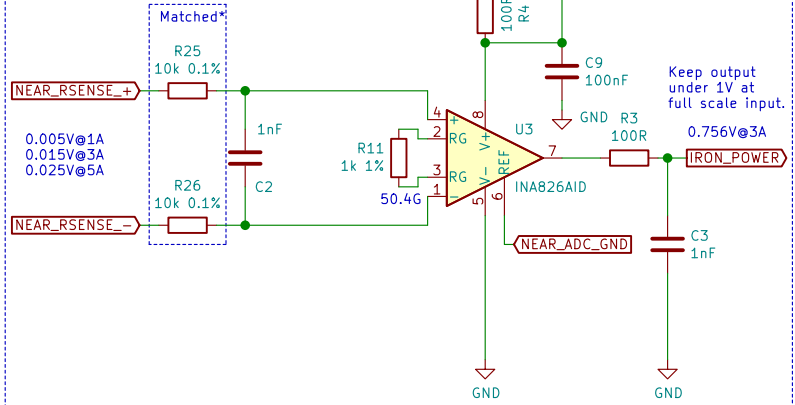 Matched*
100R
R4
R25
10k 0.1%
C9
100nF
Keep output
under 1V at
full scale input.
NEAR_RSENSE_+
GND
0.756V@3A
1nF
4
8
U3
R3
100R
0.005V@1A
0.015V@3A
0.025V@5A
R11
1k 1%
2
+
RG
V+
7
IRON_POWER
R26
10k 0.1%
C2
3
RG
REF
V-
INA826AID
50.4G
1
-
5
6
NEAR_RSENSE_-
NEAR_ADC_GND
C3
1nF
GND
GND